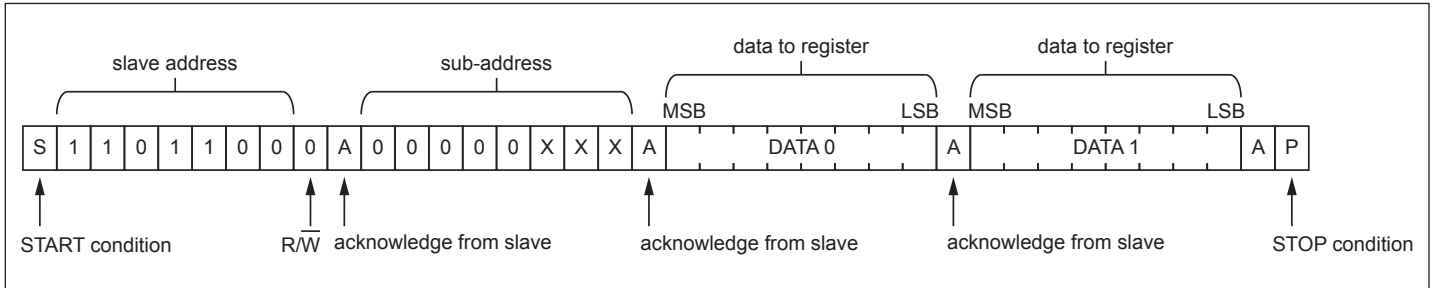 data to register data to register
slave address sub-address
MSB LSB MSB LSB
S 1 1 0 1 1 0 0 0 A 0 0 0 0 0 X X X A DATA 0 A DATA 1 A P
START condition R/W̅ acknowledge from slave acknowledge from slave acknowledge from slave STOP condition